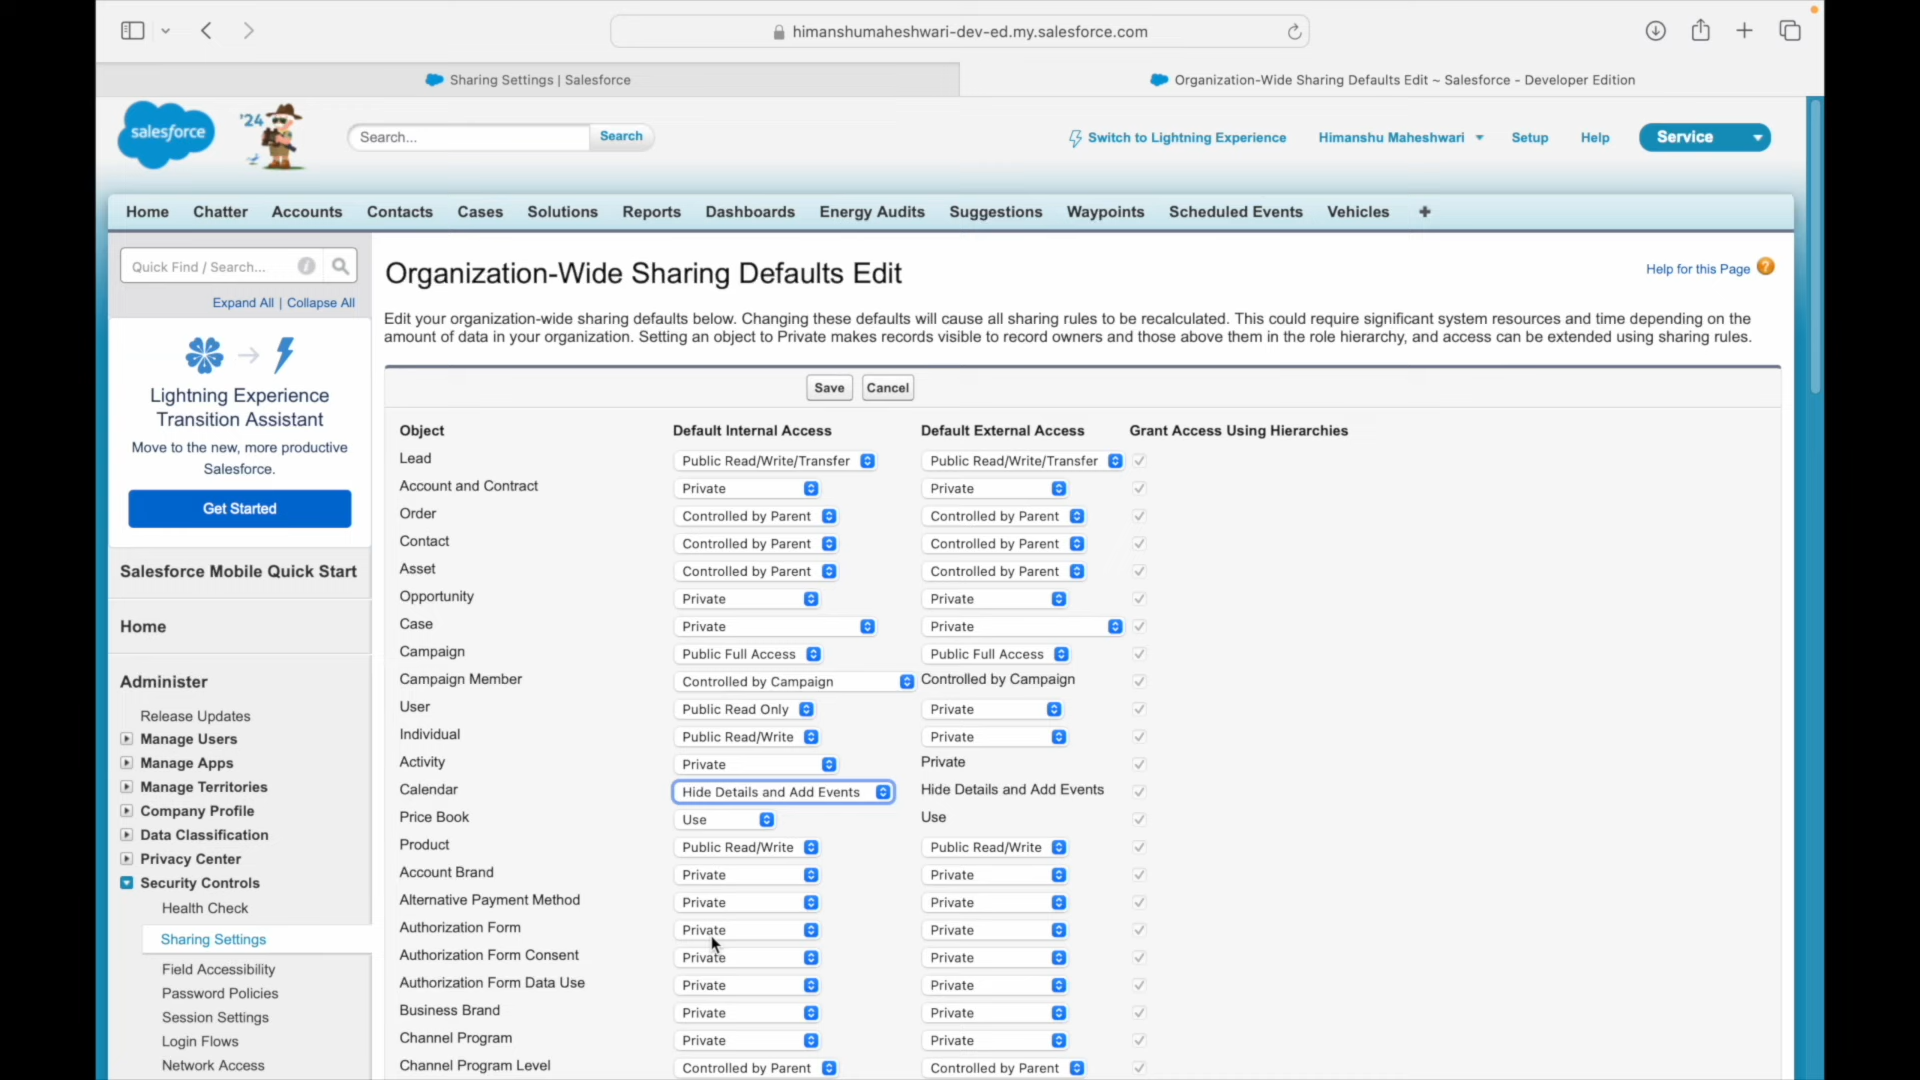 himanshumaheshwari-dev-ed.my.salesforce.com
Sharing Settings | Salesforce
Organization-Wide Sharing Defaults Edit ~ Salesforce - Developer Edition
salesforce
'24
Search...
Search
Switch to Lightning Experience
Himanshu Maheshwari
Setup
Help
Service
Home Chatter Accounts Contacts Cases Solutions Reports Dashboards Energy Audits Suggestions Waypoints Scheduled Events Vehicles +
Quick Find / Search...
Expand All | Collapse All
Lightning Experience
Transition Assistant
Move to the new, more productive
Salesforce.
Get Started
Salesforce Mobile Quick Start
Home
Administer
Release Updates
Manage Users
Manage Apps
Manage Territories
Company Profile
Data Classification
Privacy Center
Security Controls
Health Check
Sharing Settings
Field Accessibility
Password Policies
Session Settings
Login Flows
Network Access
Organization-Wide Sharing Defaults Edit
Help for this Page ?
Edit your organization-wide sharing defaults below. Changing these defaults will cause all sharing rules to be recalculated. This could require significant system resources and time depending on the
amount of data in your organization. Setting an object to Private makes records visible to record owners and those above them in the role hierarchy, and access can be extended using sharing rules.
Save Cancel
Object Default Internal Access Default External Access Grant Access Using Hierarchies
Lead Public Read/Write/Transfer Public Read/Write/Transfer
Account and Contract Private Private
Order Controlled by Parent Controlled by Parent
Contact Controlled by Parent Controlled by Parent
Asset Controlled by Parent Controlled by Parent
Opportunity Private Private
Case Private Private
Campaign Public Full Access Public Full Access
Campaign Member Controlled by Campaign Controlled by Campaign
User Public Read Only Private
Individual Public Read/Write Private
Activity Private Private
Calendar Hide Details and Add Events Hide Details and Add Events
Price Book Use Use
Product Public Read/Write Public Read/Write
Account Brand Private Private
Alternative Payment Method Private Private
Authorization Form Private Private
Authorization Form Consent Private Private
Authorization Form Data Use Private Private
Business Brand Private Private
Channel Program Private Private
Channel Program Level Controlled by Parent Controlled by Parent